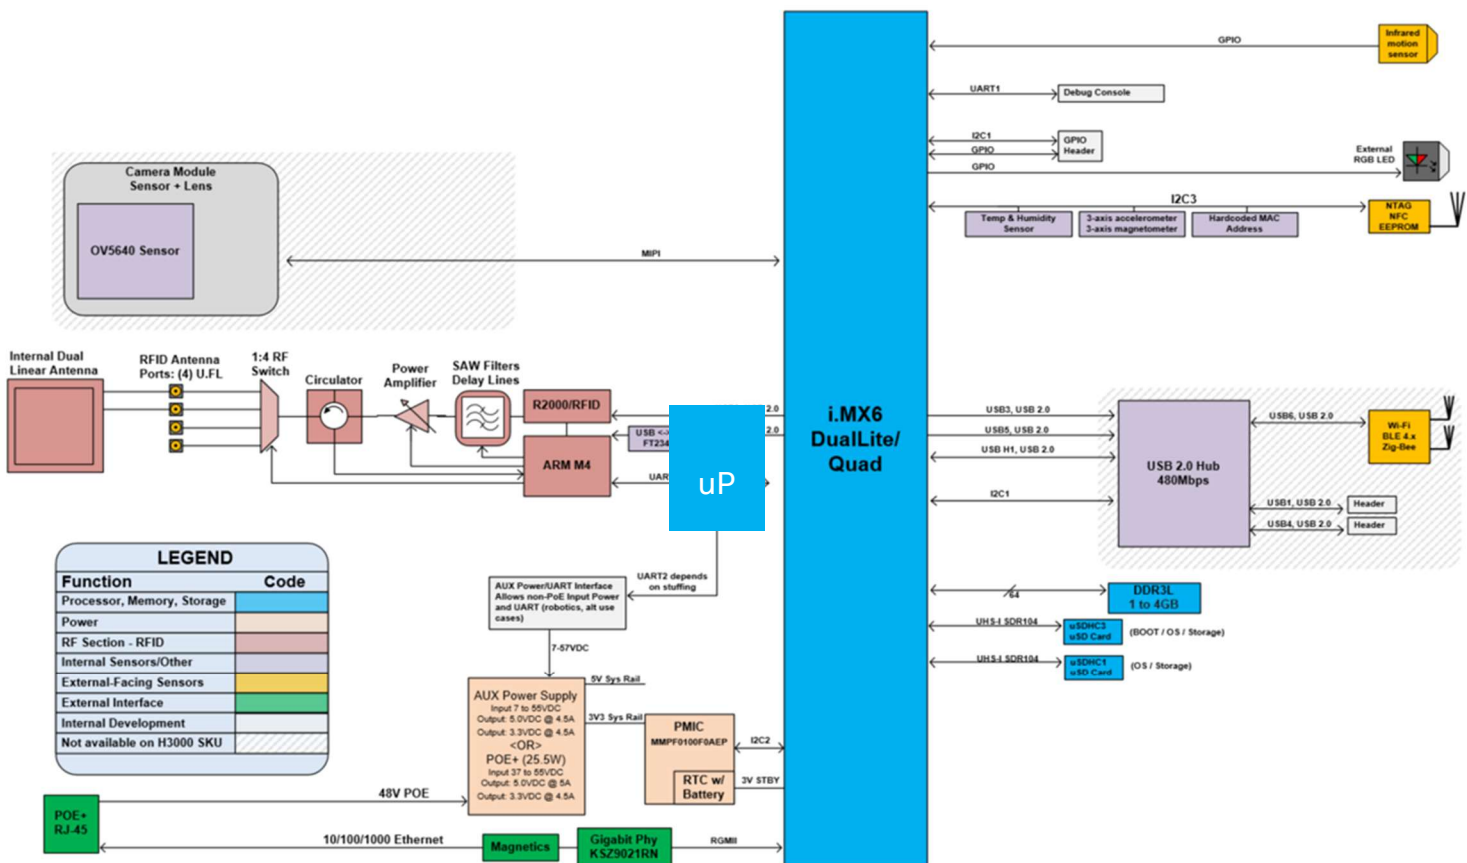 GPIO
Infrared
motion
sensor
UART1
Debug Console
I2C1
GPIO
GPIO
Header
GPIO
External
RGB LED
I2C3
Temp & Humidity
Sensor
3-axis accelerometer
3-axis magnetometer
Hardcoded MAC
Address
NTAG
NFC
EEPROM
Camera Module
Sensor + Lens
OV5640 Sensor
MIPI
Internal Dual
Linear Antenna
RFID Antenna
Ports: (4) U.FL
1:4 RF
Switch
Circulator
Power
Amplifier
SAW Filters
Delay Lines
R2000/RFID
ARM M4
2.0
2.0
USB <->
FT234
UAR
uP
i.MX6
DualLite/
Quad
USB3, USB 2.0
USB5, USB 2.0
USB H1, USB 2.0
I2C1
USB 2.0 Hub
480Mbps
USB6, USB 2.0
Wi-Fi
BLE 4.x
Zig-Bee
USB1, USB 2.0
Header
USB4, USB 2.0
Header
64
DDR3L
1 to 4GB
UHS-I SDR104
uSDHC3
uSD Card
(BOOT / OS / Storage)
UHS-I SDR104
uSDHC1
uSD Card
(OS / Storage)
LEGEND
Function Code
Processor, Memory, Storage
Power
RF Section - RFID
Internal Sensors/Other
External-Facing Sensors
External Interface
Internal Development
Not available on H3000 SKU
AUX Power/UART Interface
Allows non-PoE Input Power
and UART (robotics, alt use
cases)
UART2 depends
on stuffing
7-57VDC
AUX Power Supply
Input 7 to 55VDC
Output: 5.0VDC @ 4.5A
Output: 3.3VDC @ 4.5A
<OR>
POE+ (25.5W)
Input 37 to 55VDC
Output: 5.0VDC @ 5A
Output: 3.3VDC @ 4.5A
5V Sys Rail
3V3 Sys Rail
PMIC
MMPF0100F0AEP
RTC w/
Battery
I2C2
3V STBY
POE+
RJ-45
48V POE
10/100/1000 Ethernet
Magnetics
Gigabit Phy
KSZ9021RN
RGMII